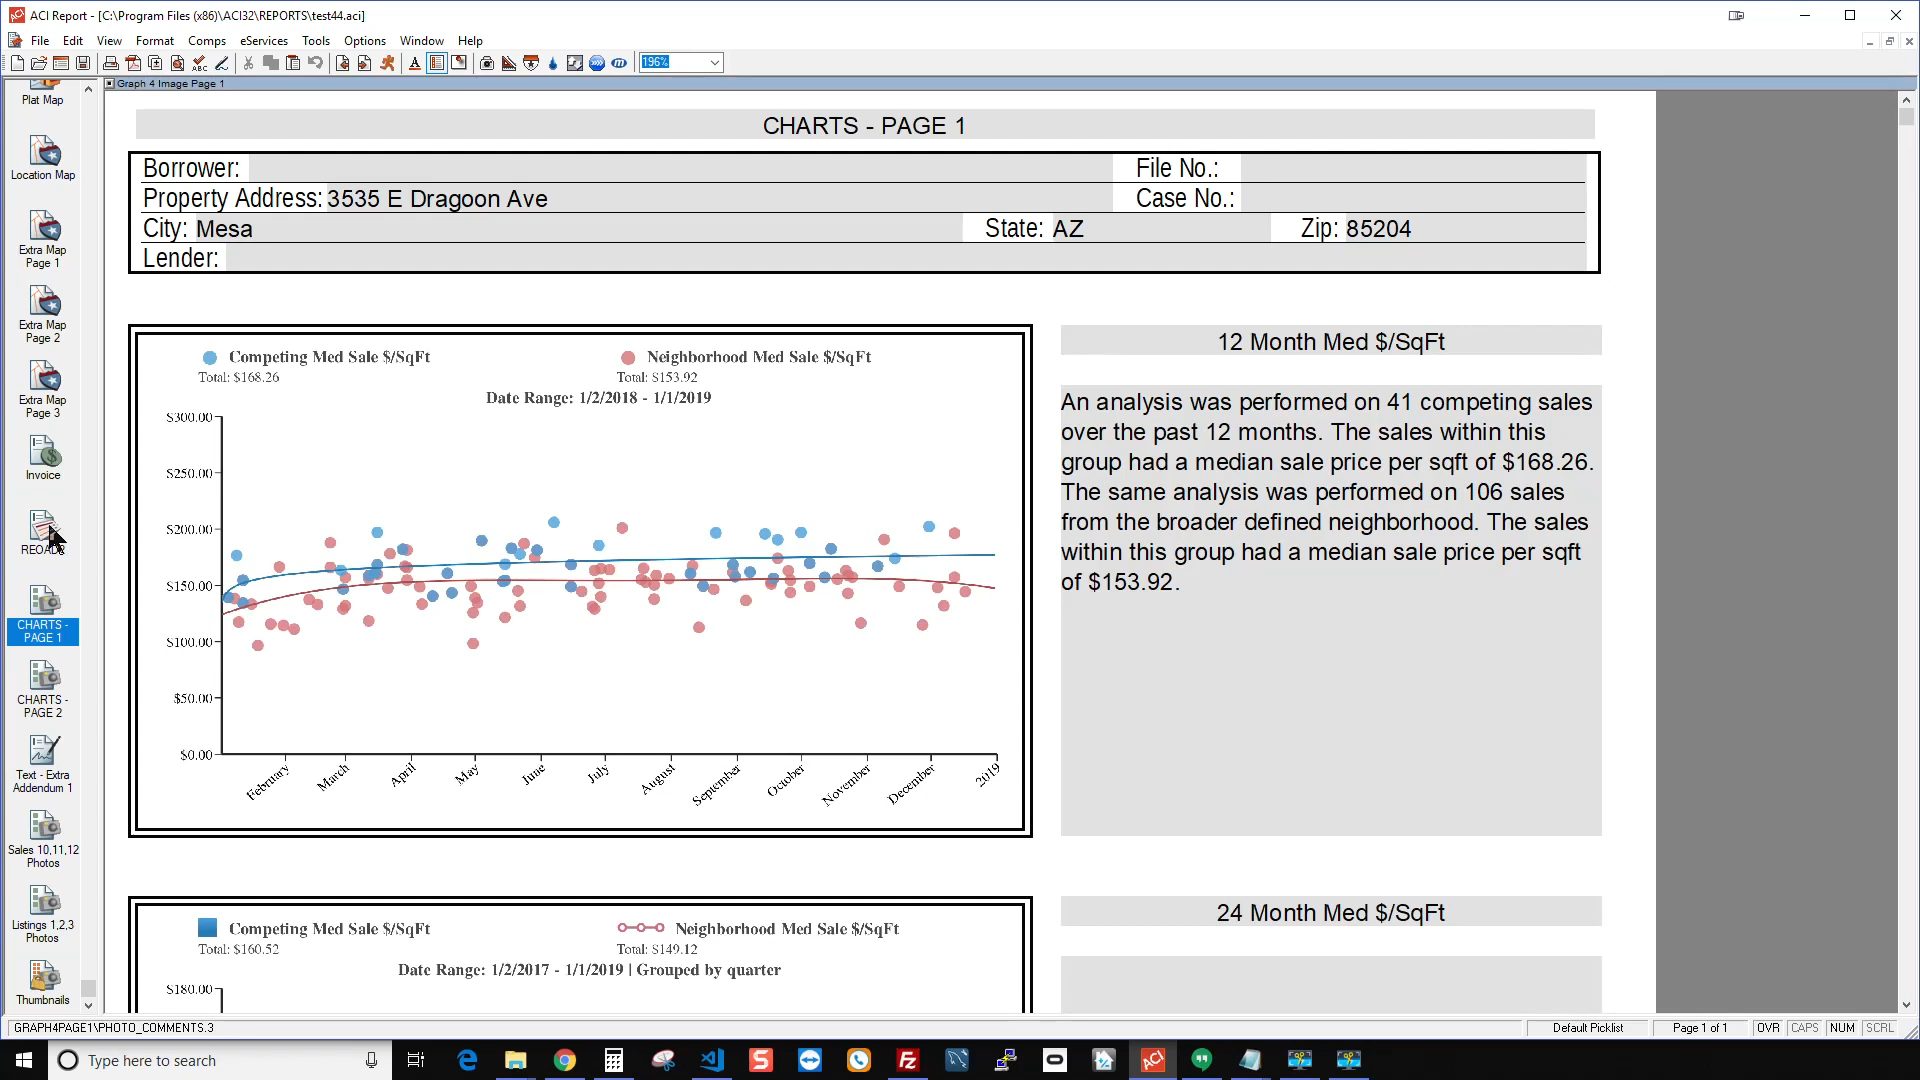 ACI Report - [C:\Program Files (x86)\ACI32\REPORTS\test44.aci]
File Edit View Format Comps eServices Tools Options Window Help
196%
Graph 4 Image Page 1
Plat Map
Location Map
Extra Map
Page 1
Extra Map
Page 2
Extra Map
Page 3
Invoice
REOAD2
CHARTS -
PAGE 1
CHARTS -
PAGE 2
Text - Extra
Addendum 1
Sales 10,11,12
Photos
Listings 1,2,3
Photos
Thumbnails
CHARTS - PAGE 1
Borrower: File No.:
Property Address: 3535 E Dragoon Ave Case No.:
City: Mesa State: AZ Zip: 85204
Lender:
Competing Med Sale $/SqFt Neighborhood Med Sale $/SqFt
Total: $168.26 Total: $153.92
Date Range: 1/2/2018 - 1/1/2019
$300.00
$250.00
$200.00
$150.00
$100.00
$50.00
$0.00
February March April May June July August September October November December 2019
12 Month Med $/SqFt
An analysis was performed on 41 competing sales
over the past 12 months. The sales within this
group had a median sale price per sqft of $168.26.
The same analysis was performed on 106 sales
from the broader defined neighborhood. The sales
within this group had a median sale price per sqft
of $153.92.
Competing Med Sale $/SqFt Neighborhood Med Sale $/SqFt
Total: $160.52 Total: $149.12
Date Range: 1/2/2017 - 1/1/2019 | Grouped by quarter
$180.00
24 Month Med $/SqFt
GRAPH4PAGE1\PHOTO_COMMENTS.3 Default Picklist Page 1 of 1 OVR CAPS NUM SCRL
Type here to search